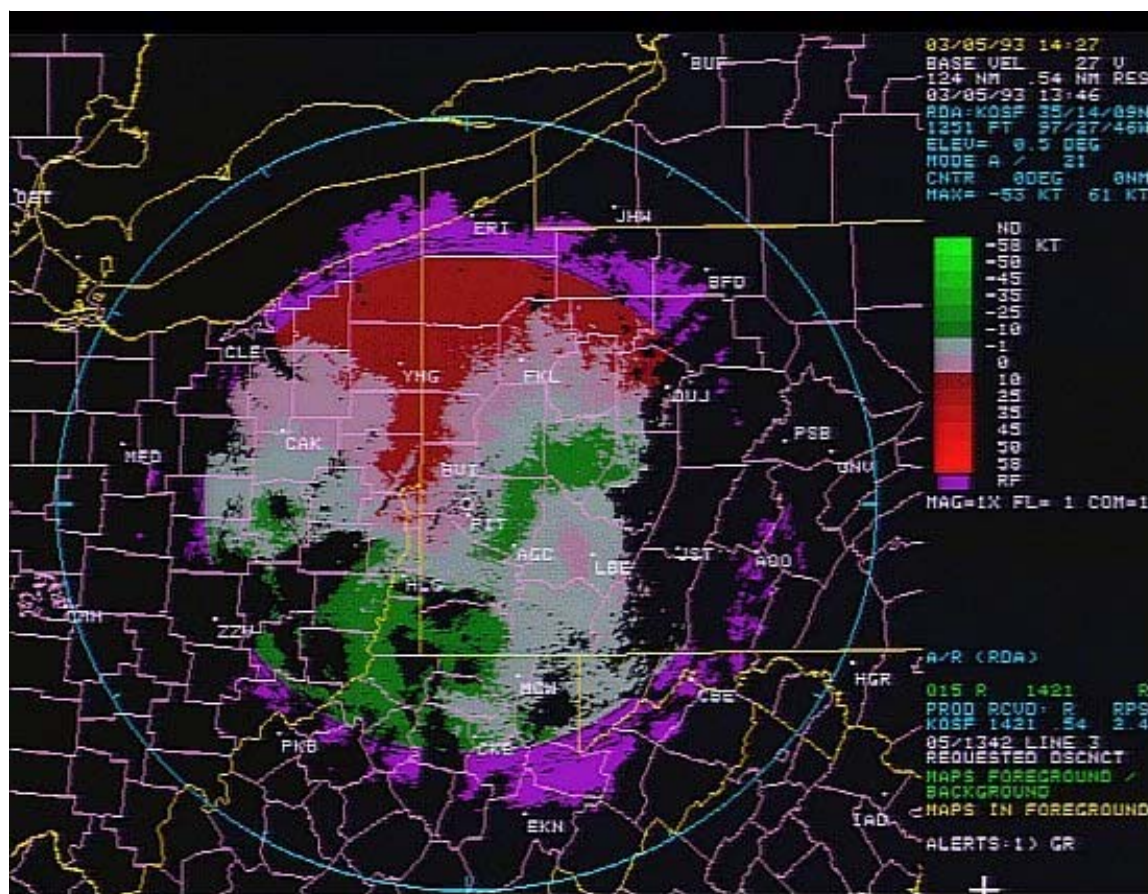 03/05/93 14:27
BASE VEL 27 V
124 NM .54 NM RES
03/05/93 13:46
RDA:KOSF 35/14/09N
1251 FT 97/27/46W
ELEV= 0.5 DEG
MODE A / 21
CNTR 0DEG 0NM
MAX= -53 KT 61 KT
ND
-58 KT
-50
-45
-35
-25
-10
-1
0
10
25
35
45
50
58
RF
MAG=1X FL= 1 COM=1
A/R (RDA)
015 R 1421
PROD RCVD: R RPS
KOSF 1421 .54 2.4
05/1342 LINE 3
REQUESTED DSCNCT
MAPS FOREGROUND /
BACKGROUND
MAPS IN FOREGROUND
ALERTS:1> GR
BUF
DET
ERI
JHW
BFD
CLE
YNG
FKL
DUJ
CAK
PSB
MFD
BUT
UNV
PIT
AGC
LBE
JST
AOO
HLG
CMH
ZZV
MGW
CBE
HGR
PKB
CKB
EKN
IAD